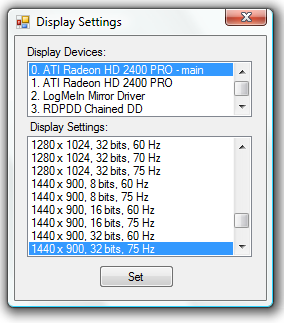 Display Settings
Display Devices:
0. ATI Radeon HD 2400 PRO - main
1. ATI Radeon HD 2400 PRO
2. LogMeIn Mirror Driver
3. RDPDD Chained DD
Display Settings:
1280 x 1024, 32 bits, 60 Hz
1280 x 1024, 32 bits, 70 Hz
1280 x 1024, 32 bits, 75 Hz
1440 x 900, 8 bits, 60 Hz
1440 x 900, 8 bits, 75 Hz
1440 x 900, 16 bits, 60 Hz
1440 x 900, 16 bits, 75 Hz
1440 x 900, 32 bits, 60 Hz
1440 x 900, 32 bits, 75 Hz
Set